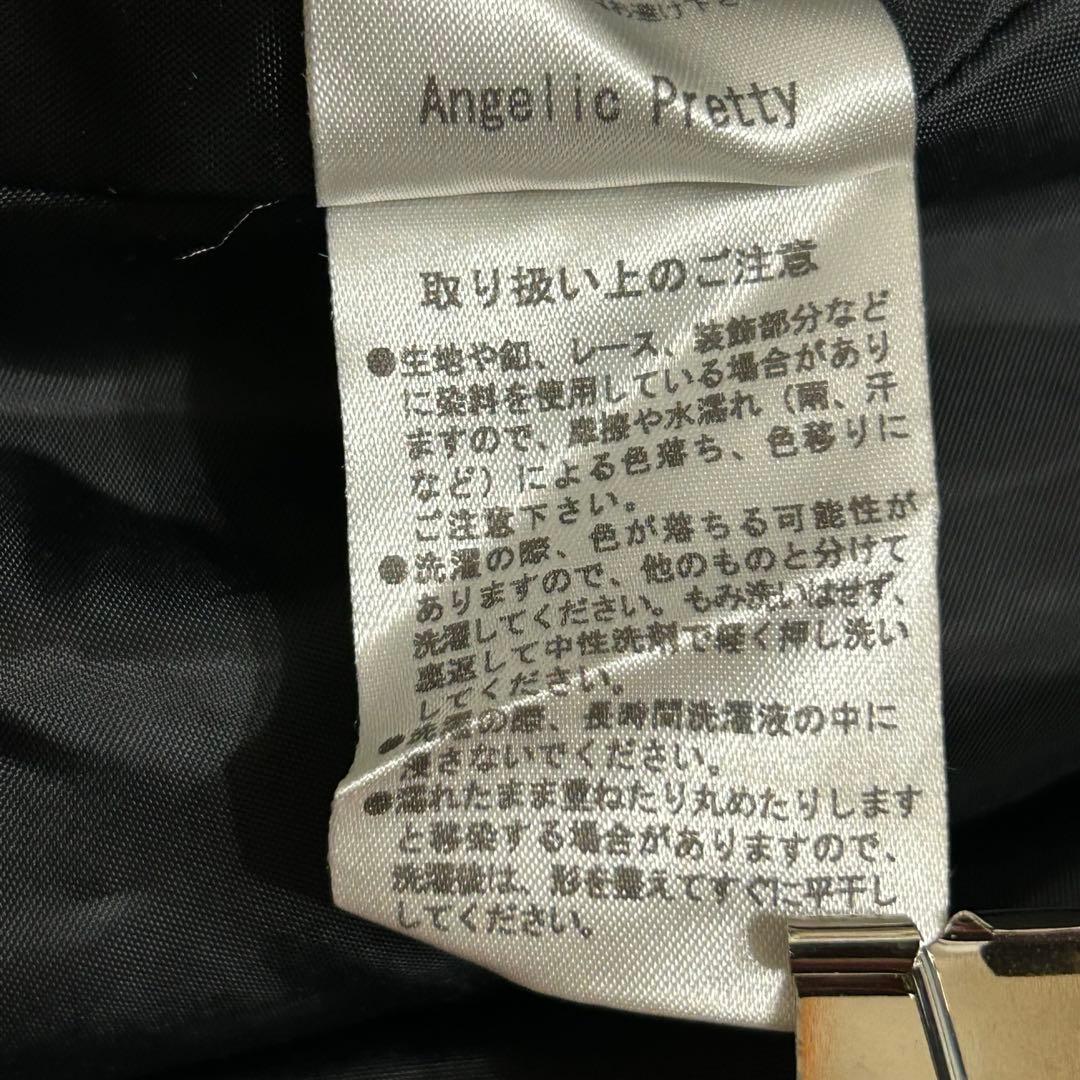 お避け下さ
Angelic Pretty
取り扱い上のご注意
●生地や釦、レース、装飾部分など
に染料を使用している場合があり
ますので、摩擦や水濡れ（雨、汗
など）による色落ち、色移りに
ご注意下さい。
●洗濯の際、色が落ちる可能性が
ありますので、他のものと分けて
洗濯してください。もみ洗いはせず、
裏返して中性洗剤で軽く押し洗い
してください。
●洗濯の際、長時間洗濯液の中に
浸さないでください。
●濡れたまま重ねたり丸めたりします
と移染する場合がありますので、
洗濯後は、形を整えてすぐに平干し
してください。